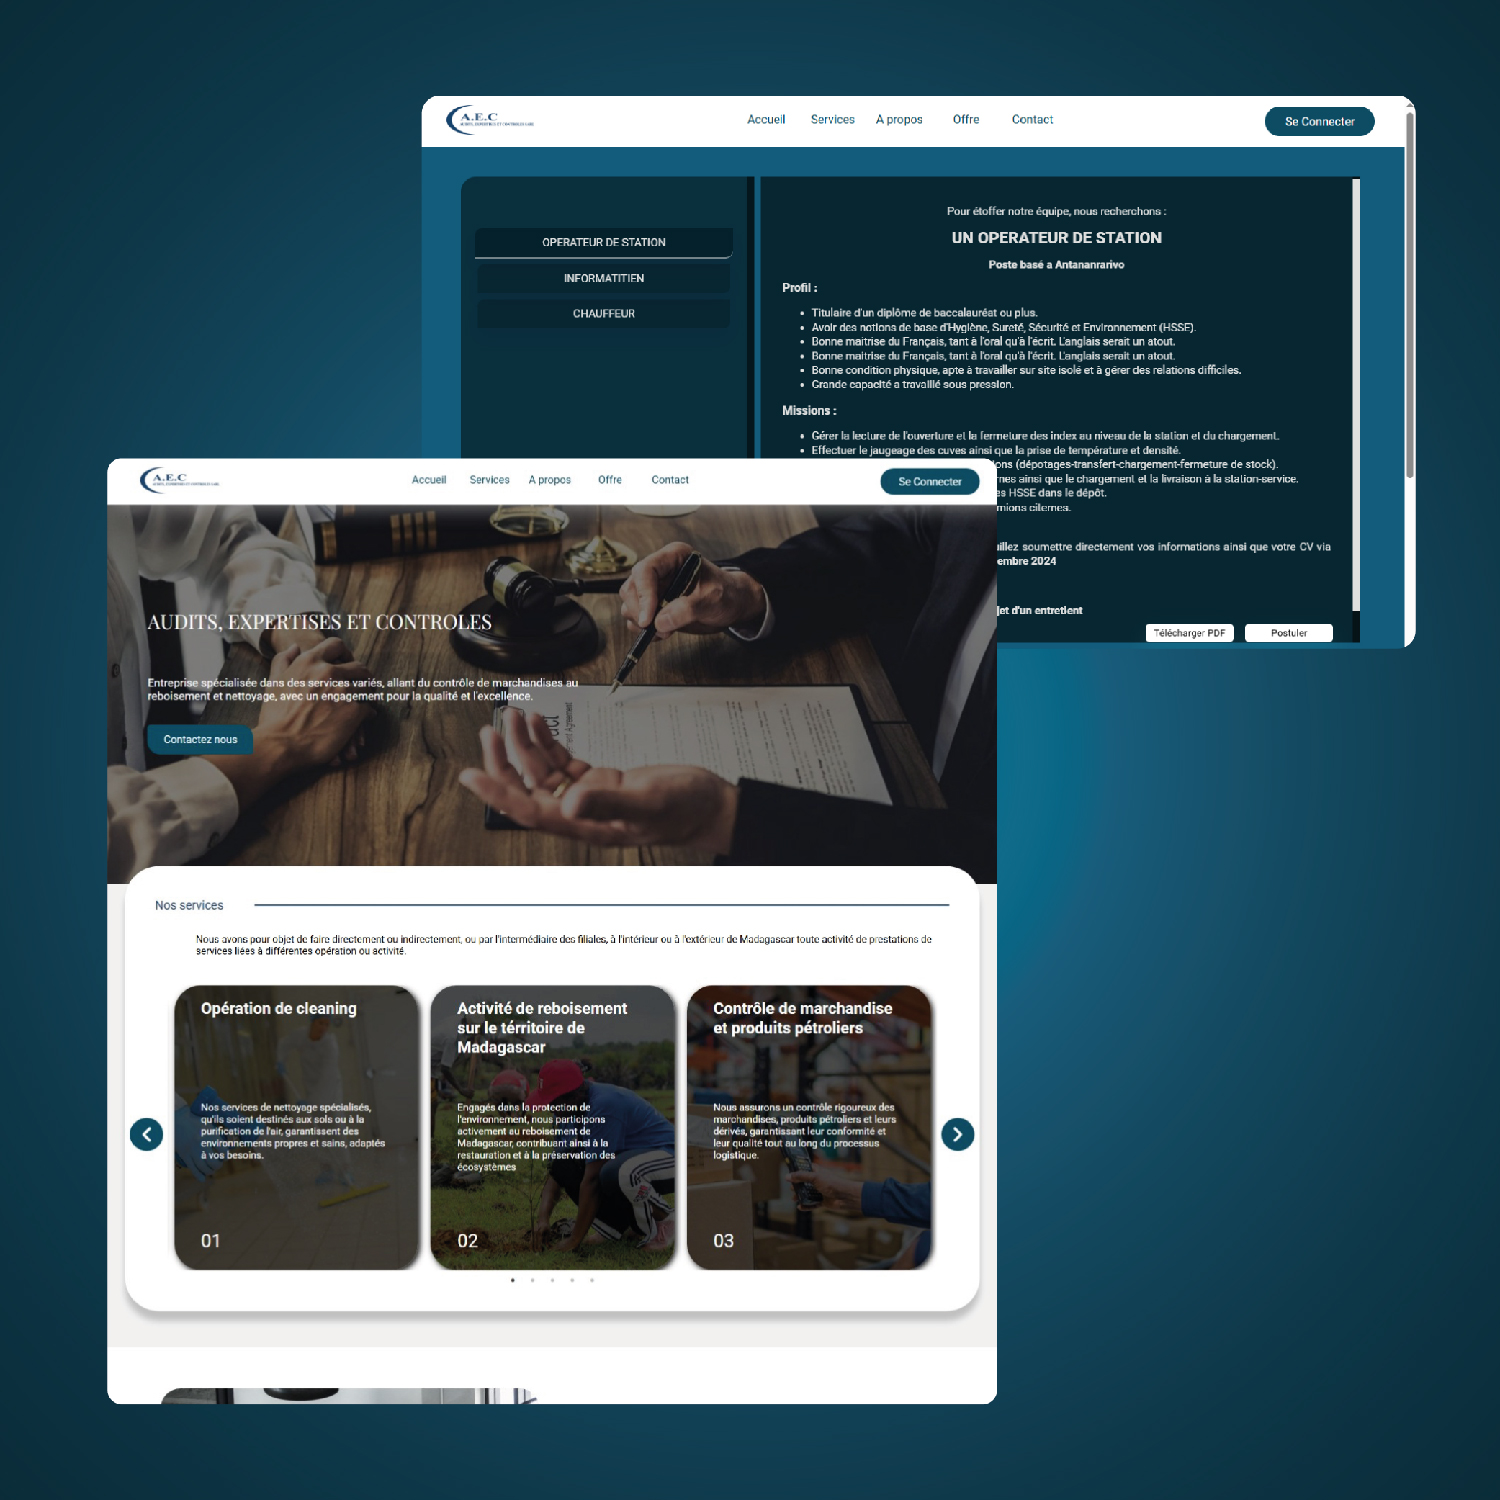 A.E.C
Accueil Services A propos Offre Contact
Se Connecter
OPERATEUR DE STATION
INFORMATITIEN
CHAUFFEUR
Pour étoffer notre équipe, nous recherchons :
UN OPERATEUR DE STATION
Poste basé a Antananrarivo
Profil :
• Titulaire d'un diplôme de baccalauréat ou plus.
• Avoir des notions de base d'Hygiène, Sureté, Sécurité et Environnement (HSSE).
• Bonne maitrise du Français, tant à l'oral qu'à l'écrit. L'anglais serait un atout.
• Bonne maitrise du Français, tant à l'oral qu'à l'écrit. L'anglais serait un atout.
• Bonne condition physique, apte à travailler sur site isolé et à gérer des relations difficiles.
• Grande capacité a travaillé sous pression.
Missions :
• Gérer la lecture de l'ouverture et la fermeture des index au niveau de la station et du chargement.
• Effectuer le jaugeage des cuves ainsi que la prise de température et densité.
ons (dépotages-transfert-chargement-fermeture de stock).
rnes ainsi que le chargement et la livraison à la station-service.
es HSSE dans le dépôt.
mions citernes.
uillez soumettre directement vos informations ainsi que votre CV via
embre 2024
jet d'un entretient
Télécharger PDF
Postuler
A.E.C
Accueil Services A propos Offre Contact
Se Connecter
AUDITS, EXPERTISES ET CONTROLES
Entreprise spécialisée dans des services variés, allant du contrôle de marchandises au
reboisement et nettoyage, avec un engagement pour la qualité et l'excellence.
Contactez nous
Nos services
Nous avons pour objet de faire directement ou indirectement, ou par l'intermédiaire des filiales, à l'intérieur ou à l'extérieur de Madagascar toute activité de prestations de
services liées à différentes opération ou activité.
Opération de cleaning
Nos services de nettoyage spécialisés,
qu'ils soient destinés aux sols ou à la
purification de l'air, garantissent des
environnements propres et sains, adaptés
à vos besoins.
01
Activité de reboisement
sur le térritoire de
Madagascar
Engagés dans la protection de
l'environnement, nous participons
activement au reboisement de
Madagascar, contribuant ainsi à la
restauration et à la préservation des
écosystèmes
02
Contrôle de marchandise
et produits pétroliers
Nous assurons un contrôle rigoureux des
marchandises, produits pétroliers et leurs
dérivés, garantissant leur conformité et
leur qualité tout au long du processus
logistique.
03